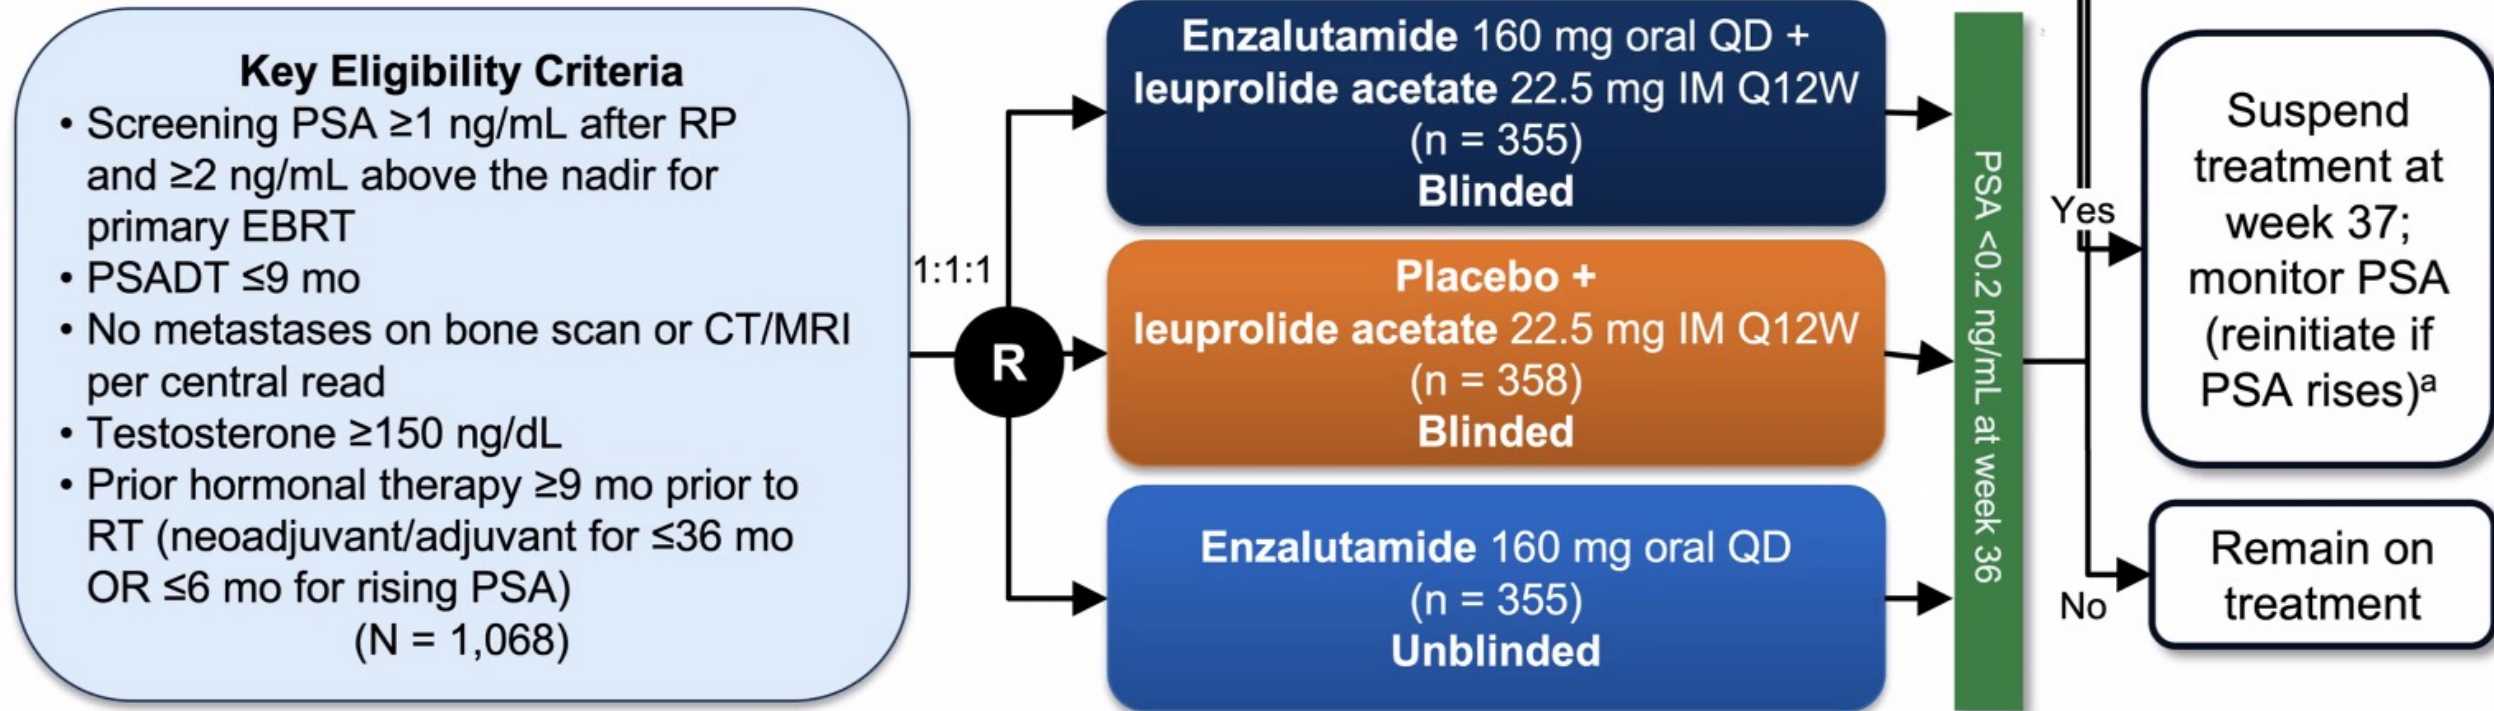 Key Eligibility Criteria
• Screening PSA ≥1 ng/mL after RP
and ≥2 ng/mL above the nadir for
primary EBRT
• PSADT ≤9 mo
• No metastases on bone scan or CT/MRI
per central read
• Testosterone ≥150 ng/dL
• Prior hormonal therapy ≥9 mo prior to
RT (neoadjuvant/adjuvant for ≤36 mo
OR ≤6 mo for rising PSA)
(N = 1,068)
1:1:1
R
Enzalutamide 160 mg oral QD +
leuprolide acetate 22.5 mg IM Q12W
(n = 355)
Blinded
Placebo +
leuprolide acetate 22.5 mg IM Q12W
(n = 358)
Blinded
Enzalutamide 160 mg oral QD
(n = 355)
Unblinded
PSA <0.2 ng/mL at week 36
Yes
Suspend
treatment at
week 37;
monitor PSA
(reinitiate if
PSA rises)ᵃ
No
Remain on
treatment